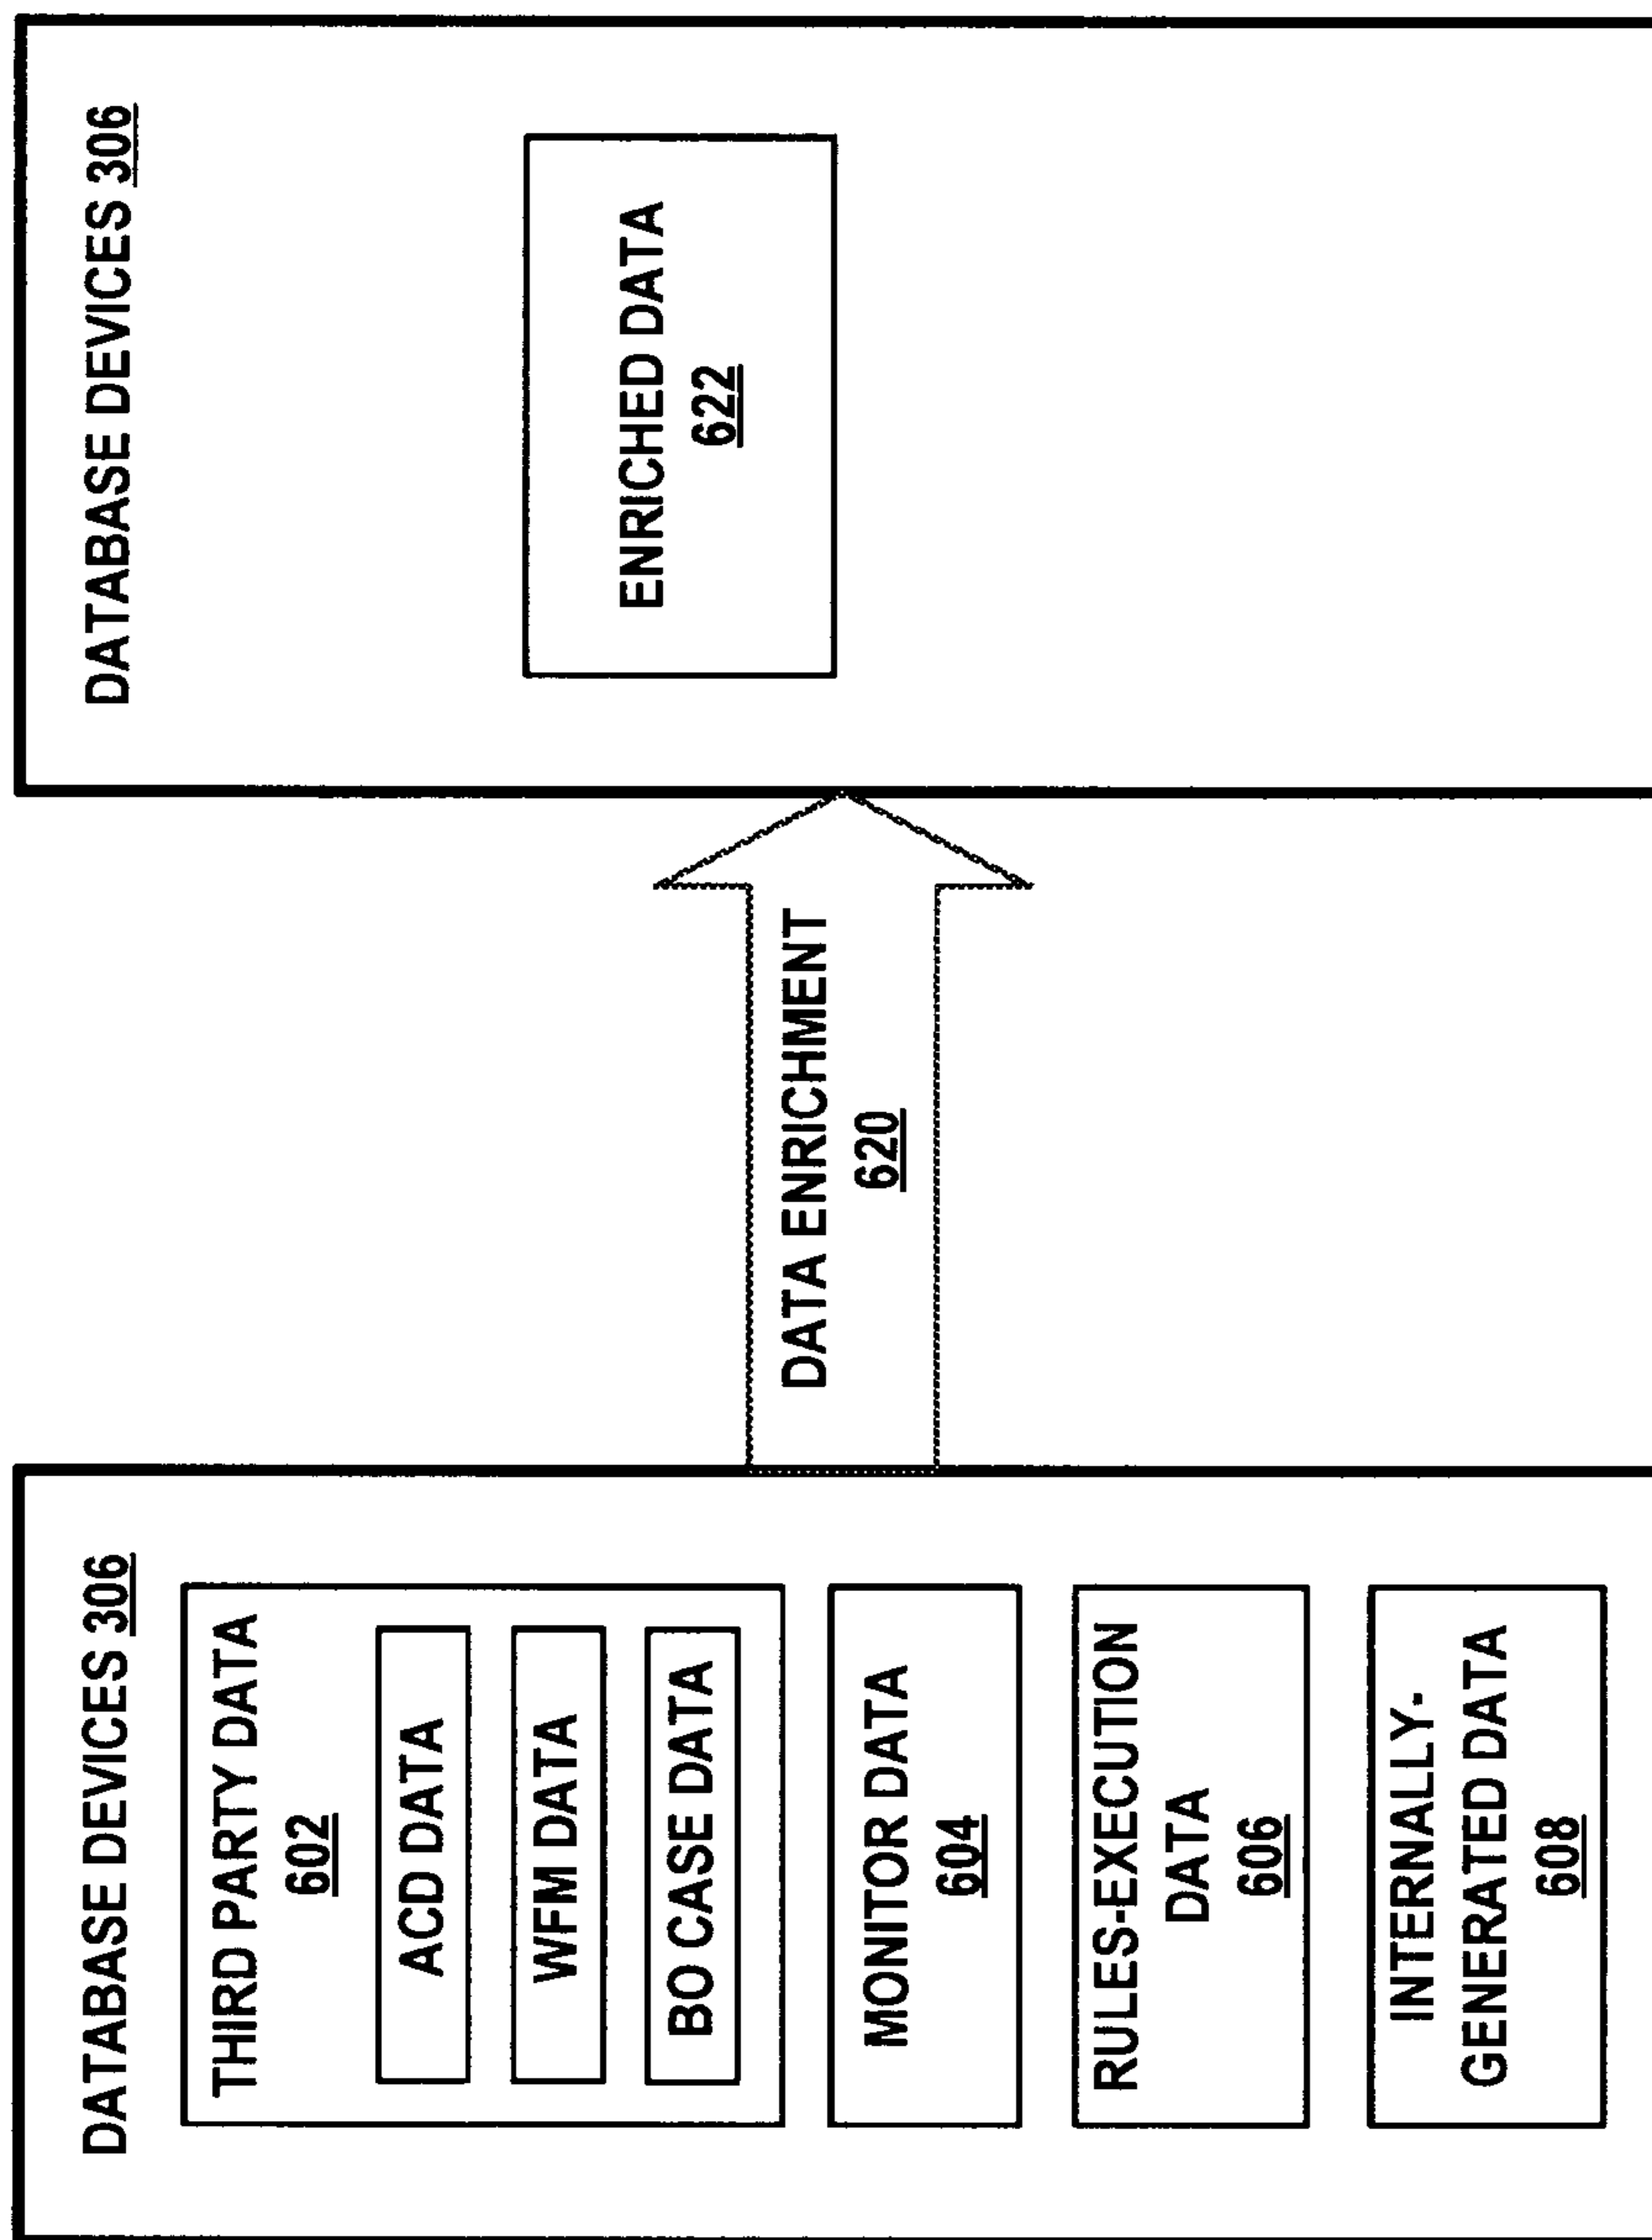 DATABASE DEVICES 306
THIRD PARTY DATA
602
ACD DATA
WFM DATA
BO CASE DATA
MONITOR DATA
604
RULES-EXECUTION
DATA
606
INTERNALLY-
GENERATED DATA
608
DATA ENRICHMENT
620
DATABASE DEVICES 306
ENRICHED DATA
622